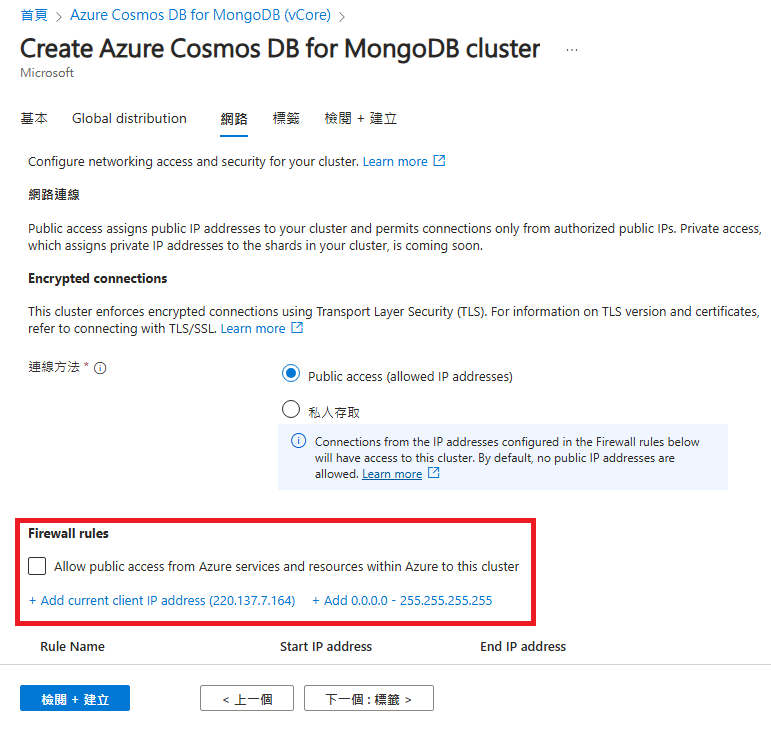 首頁 > Azure Cosmos DB for MongoDB (vCore) >
Create Azure Cosmos DB for MongoDB cluster ...
Microsoft
基本 Global distribution 網路 標籤 檢閱 + 建立
Configure networking access and security for your cluster. Learn more
網路連線
Public access assigns public IP addresses to your cluster and permits connections only from authorized public IPs. Private access,
which assigns private IP addresses to the shards in your cluster, is coming soon.
Encrypted connections
This cluster enforces encrypted connections using Transport Layer Security (TLS). For information on TLS version and certificates,
refer to connecting with TLS/SSL. Learn more
連線方法 *
Public access (allowed IP addresses)
私人存取
Connections from the IP addresses configured in the Firewall rules below
will have access to this cluster. By default, no public IP addresses are
allowed. Learn more
Firewall rules
Allow public access from Azure services and resources within Azure to this cluster
+ Add current client IP address (220.137.7.164) + Add 0.0.0.0 - 255.255.255.255
Rule Name Start IP address End IP address
檢閱 + 建立 < 上一個 下一個 : 標籤 >